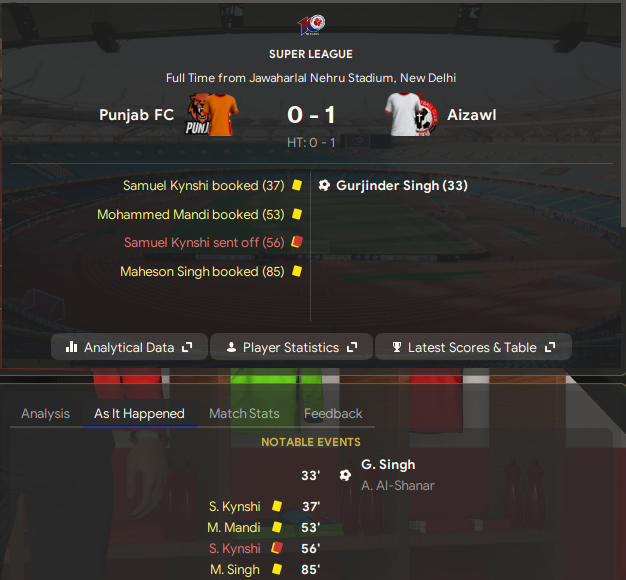 SUPER LEAGUE
Full Time from Jawaharlal Nehru Stadium, New Delhi
Punjab FC PUNJ 0 - 1 Aizawl
HT: 0 - 1
Samuel Kynshi booked (37) Gurjinder Singh (33)
Mohammed Mandi booked (53)
Samuel Kynshi sent off (56)
Maheson Singh booked (85)
Analytical Data Player Statistics Latest Scores & Table
Analysis As It Happened Match Stats Feedback
NOTABLE EVENTS
33' G. Singh
A. Al-Shanar
S. Kynshi 37'
M. Mandi 53'
S. Kynshi 56'
M. Singh 85'